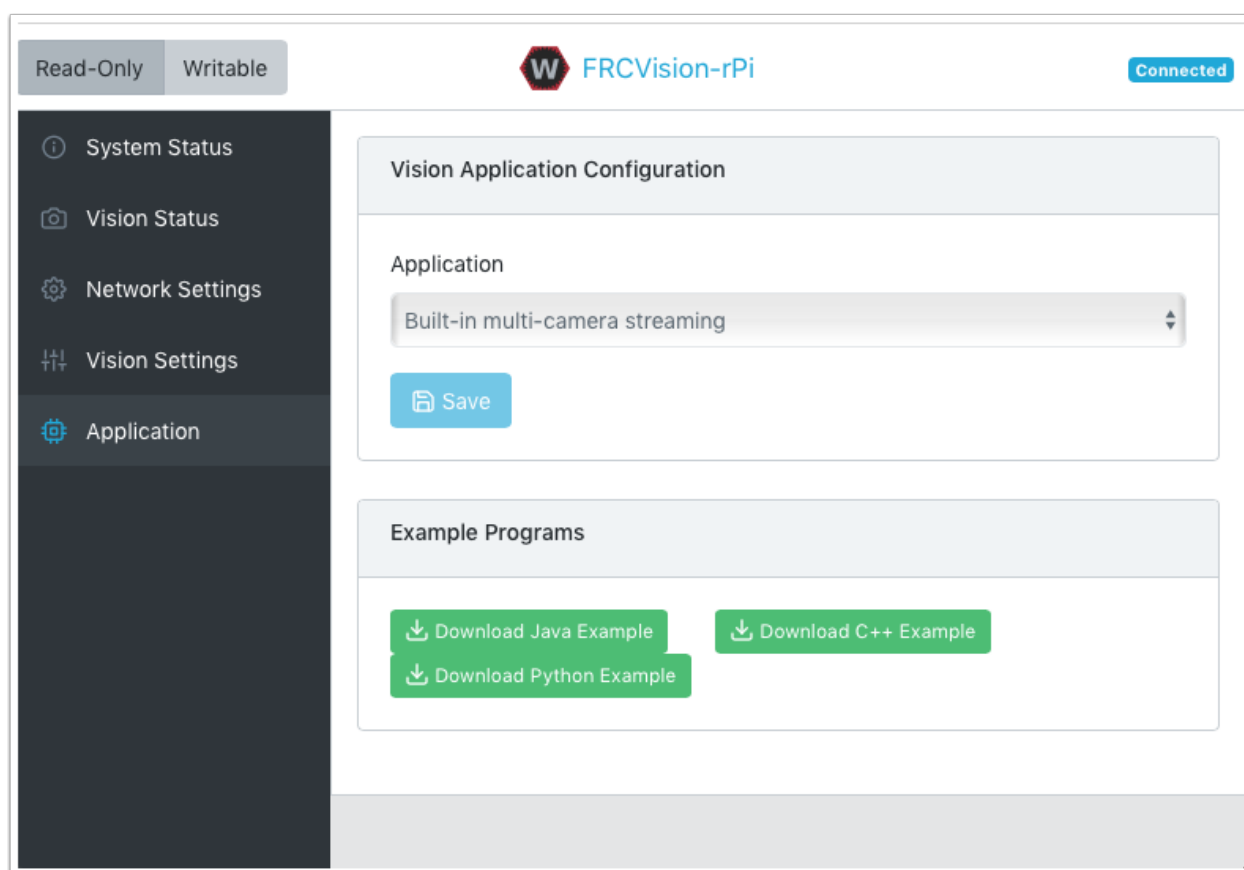 Read-Only Writable W FRCVision-rPi Connected
System Status
Vision Status
Network Settings
Vision Settings
Application
Vision Application Configuration
Application
Built-in multi-camera streaming
Save
Example Programs
Download Java Example Download C++ Example
Download Python Example